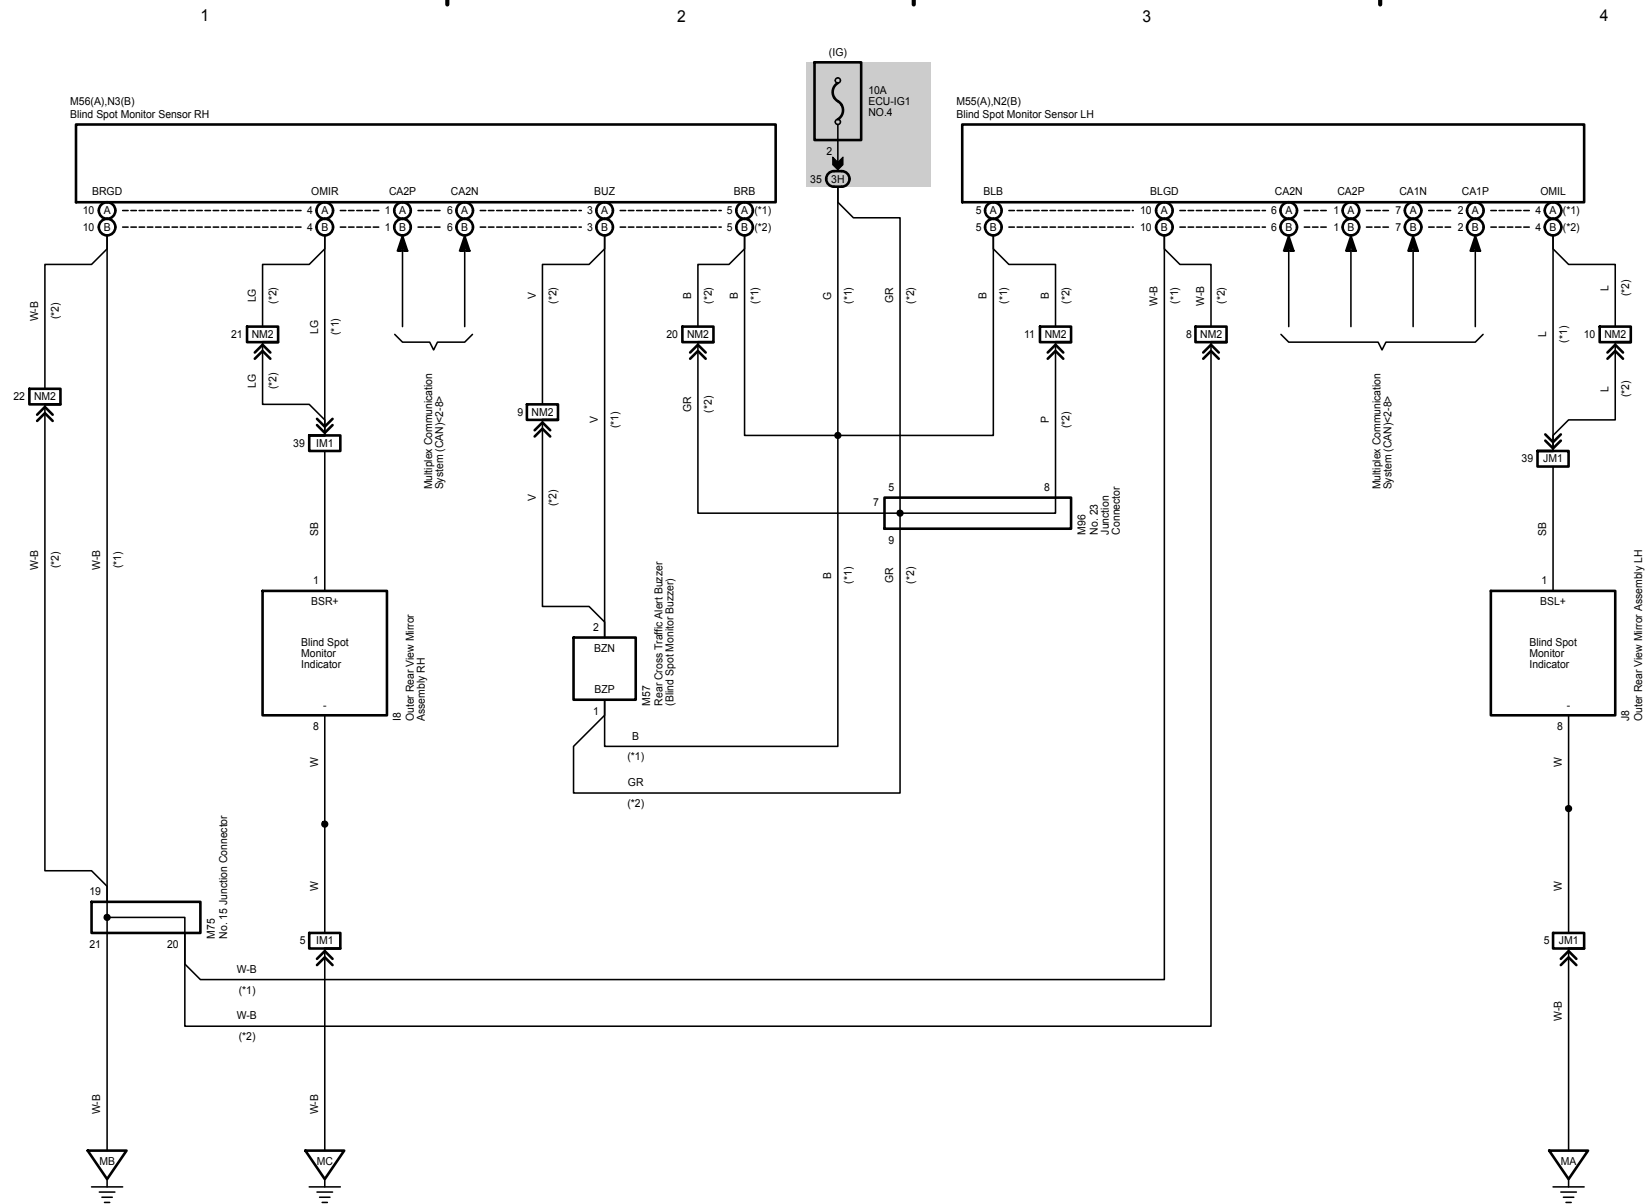 1
2
3
4
(IG)
10A
ECU-IG1
NO.4
2
35 3H
M56(A),N3(B)
Blind Spot Monitor Sensor RH
BRGD
OMIR
CA2P
CA2N
BUZ
BRB
10 A
4 A
1 A
6 A
3 A
5 A (*1)
10 B
4 B
1 B
6 B
3 B
5 B (*2)
M55(A),N2(B)
Blind Spot Monitor Sensor LH
BLB
BLGD
CA2N
CA2P
CA1N
CA1P
OMIL
5 A
10 A
6 A
1 A
7 A
2 A
4 A (*1)
5 B
10 B
6 B
1 B
7 B
2 B
4 B (*2)
W-B
(*2)
LG
(*2)
LG
(*1)
V
(*2)
B
(*2)
B
(*1)
G
(*1)
GR
(*2)
B
(*1)
B
(*2)
W-B
(*1)
W-B
(*2)
L
(*1)
L
(*2)
21 NM2
20 NM2
11 NM2
8 NM2
10 NM2
22 NM2
LG
(*2)
9 NM2
V
(*1)
GR
(*2)
P
(*2)
L
(*2)
39 IM1
39 JM1
Multiplex Communication
System (CAN)<2-8>
Multiplex Communication
System (CAN)<2-8>
V
(*2)
5
8
7
9
M96
No. 23
Junction
Connector
W-B
(*2)
W-B
(*1)
SB
SB
B
(*1)
GR
(*2)
1
BSR+
Blind Spot
Monitor
Indicator
-
8
I8
Outer Rear View Mirror
Assembly RH
2
BZN
BZP
1
M57
Rear Cross Traffic Alert Buzzer
(Blind Spot Monitor Buzzer)
1
BSL+
Blind Spot
Monitor
Indicator
-
8
J8
Outer Rear View Mirror Assembly LH
B
(*1)
GR
(*2)
W
W
W
W
19
21
20
M75
No. 15 Junction Connector
5 IM1
5 JM1
W-B
(*1)
W-B
(*2)
W-B
W-B
W-B
MB
MC
MA